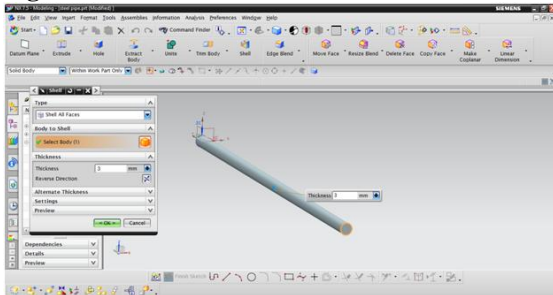 NX 7.5 - Modeling - [steel pipe.prt (Modified) ]
SIEMENS
File Edit View Insert Format Tools Assemblies Information Analysis Preferences Window Help
Start
Command Finder
Datum Plane
Extrude
Hole
Extract Body
Unite
Trim Body
Shell
Edge Blend
Move Face
Resize Blend
Delete Face
Copy Face
Make Coplanar
Linear Dimension
Solid Body
Within Work Part Only
Shell
Type
Shell All Faces
Body to Shell
Select Body (1)
Thickness
Thickness 3 mm
Reverse Direction
Alternate Thickness
Settings
Preview
< OK > Cancel
Thickness 3 mm
Dependencies
Details
Preview
Finish Sketch